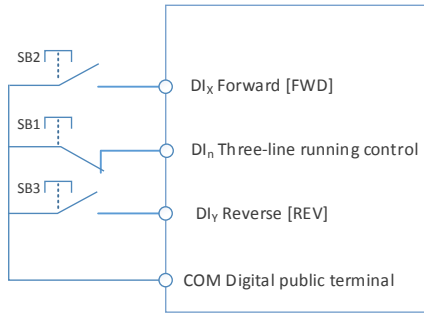 SB2
DIX Forward [FWD]
SB1
DIn Three-line running control
SB3
DIY Reverse [REV]
COM Digital public terminal